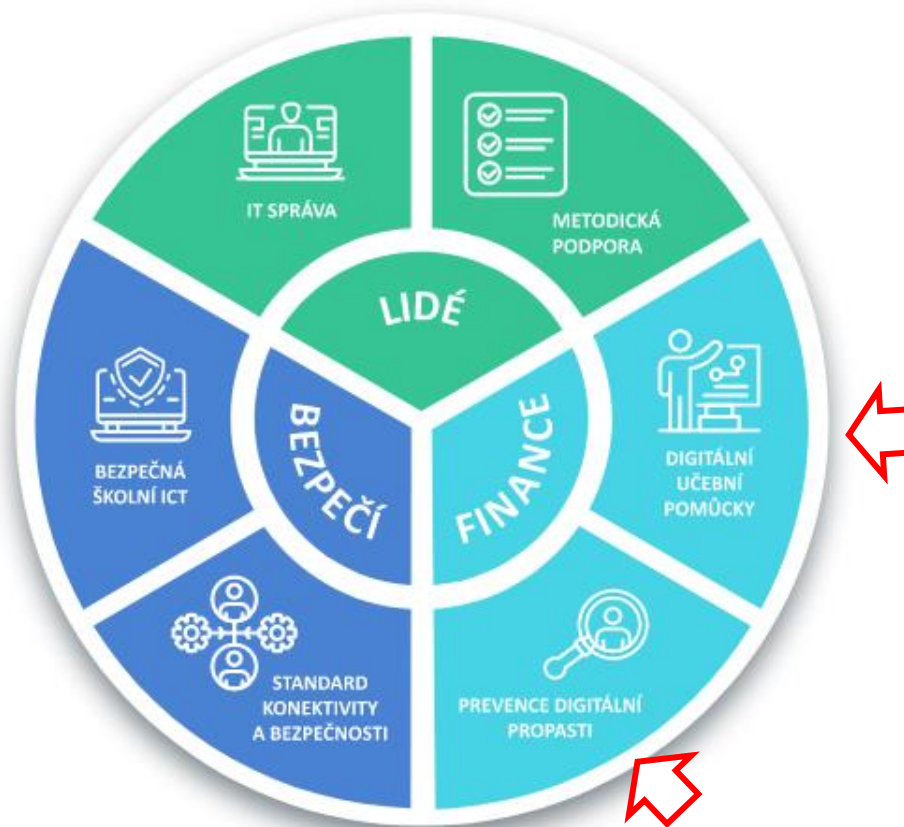 IT SPRÁVA
METODICKÁ
PODPORA
LIDÉ
BEZPEČÍ
FINANCE
BEZPEČNÁ
ŠKOLNÍ ICT
DIGITÁLNÍ
UČEBNÍ
POMŮCKY
STANDARD
KONEKTIVITY
A BEZPEČNOSTI
PREVENCE DIGITÁLNÍ
PROPASTI